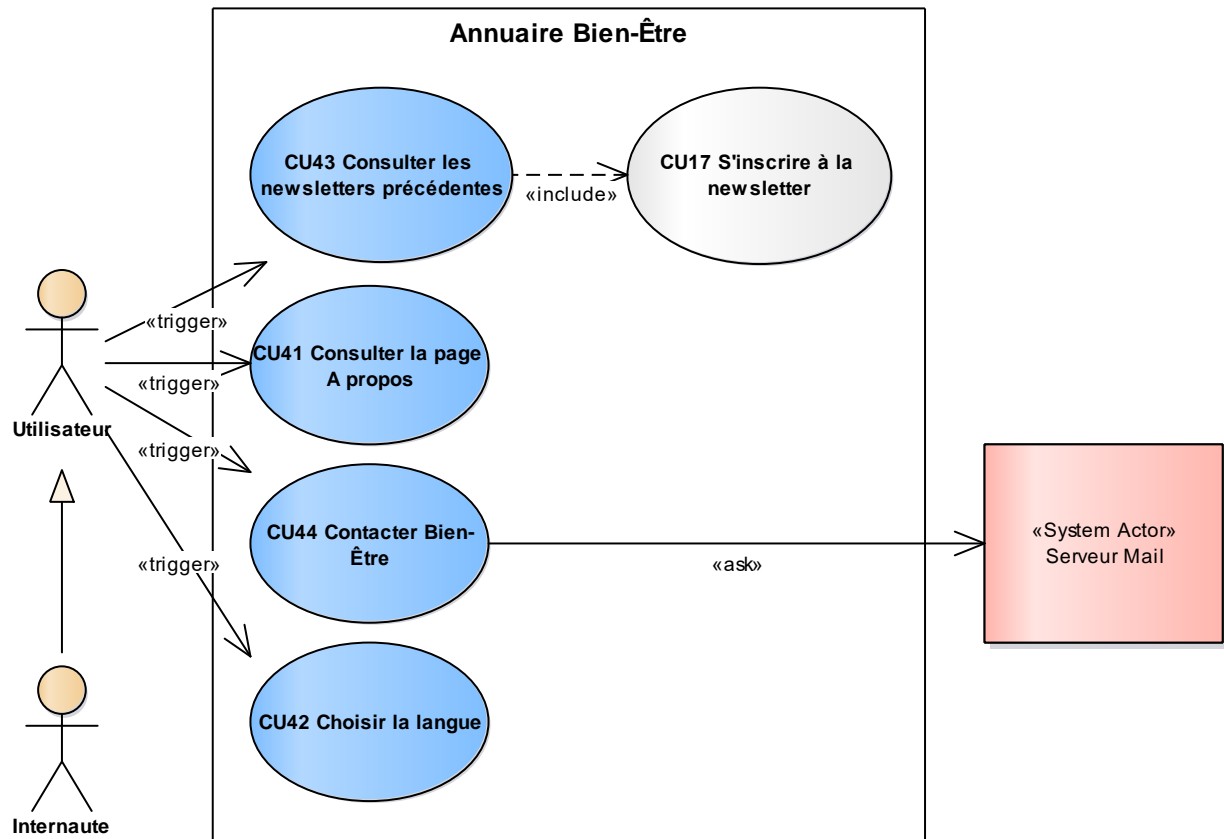 Annuaire Bien-Être
CU43 Consulter les
newsletters précédentes
«include»
CU17 S'inscrire à la
newsletter
«trigger»
CU41 Consulter la page
A propos
«trigger»
Utilisateur
«trigger»
CU44 Contacter Bien-
Être
«ask»
«System Actor»
Serveur Mail
«trigger»
CU42 Choisir la langue
Internaute